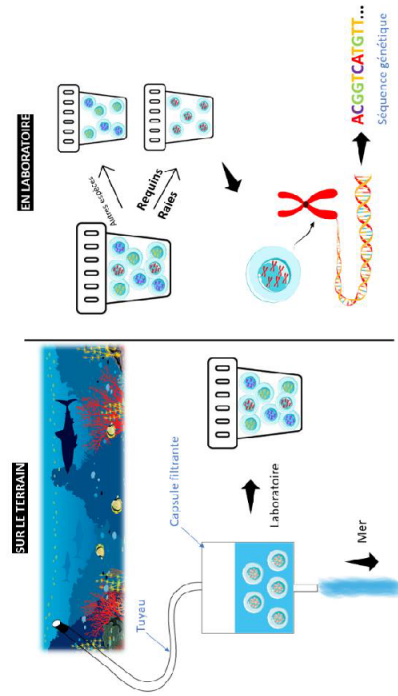 SUR LE TERRAIN
Tuyau
Capsule filtrante
Laboratoire
Mer
EN LABORATOIRE
Autres espèces
Requins
Raies
ACGGTCATGTT...
Séquence génétique